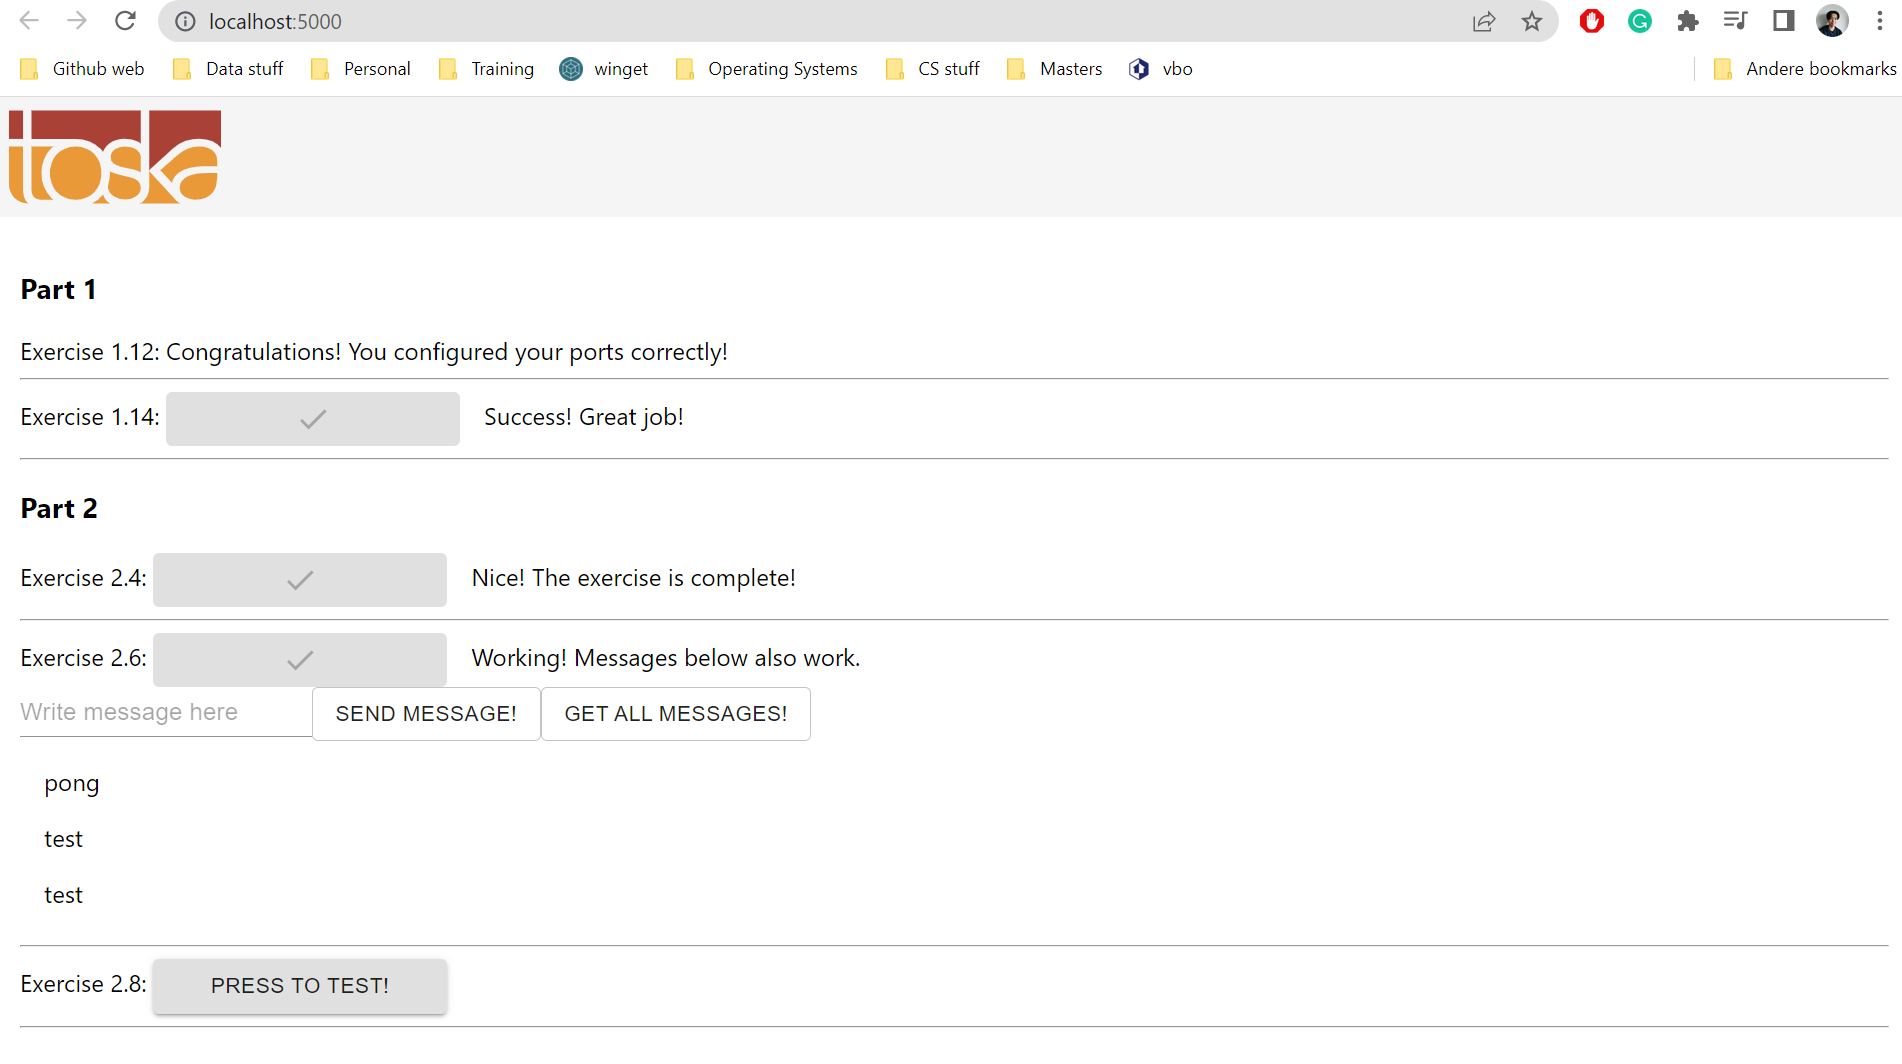 localhost:5000
Github web Data stuff Personal Training winget Operating Systems CS stuff Masters vbo Andere bookmarks
toska
Part 1
Exercise 1.12: Congratulations! You configured your ports correctly!
Exercise 1.14: Success! Great job!
Part 2
Exercise 2.4: Nice! The exercise is complete!
Exercise 2.6: Working! Messages below also work.
Write message here SEND MESSAGE! GET ALL MESSAGES!
pong
test
test
Exercise 2.8: PRESS TO TEST!